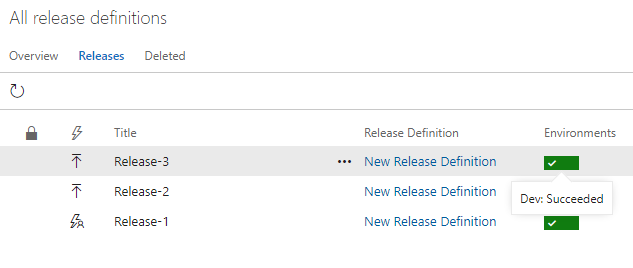 All release definitions
Overview Releases Deleted
Title Release Definition Environments
Release-3 ••• New Release Definition
Release-2 New Release Definition
Dev: Succeeded
Release-1 New Release Definition